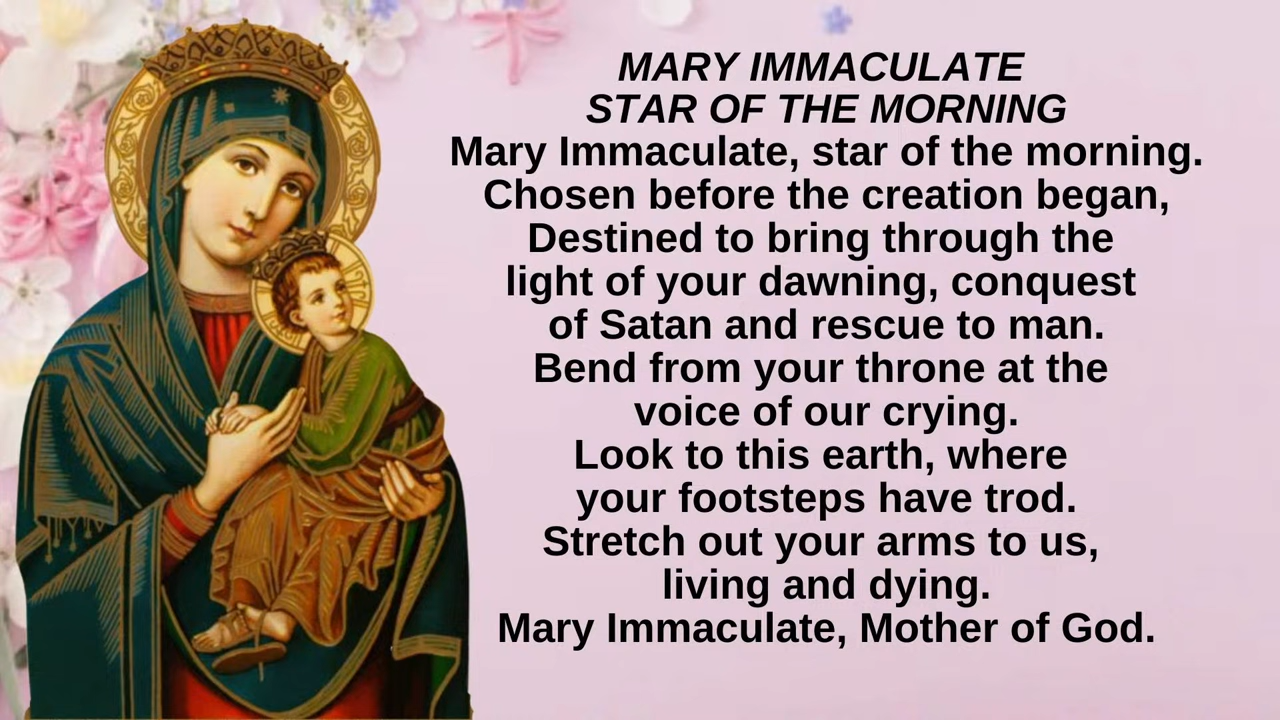 MARY IMMACULATE
STAR OF THE MORNING
Mary Immaculate, star of the morning.
Chosen before the creation began,
Destined to bring through the
light of your dawning, conquest
of Satan and rescue to man.
Bend from your throne at the
voice of our crying.
Look to this earth, where
your footsteps have trod.
Stretch out your arms to us,
living and dying.
Mary Immaculate, Mother of God.